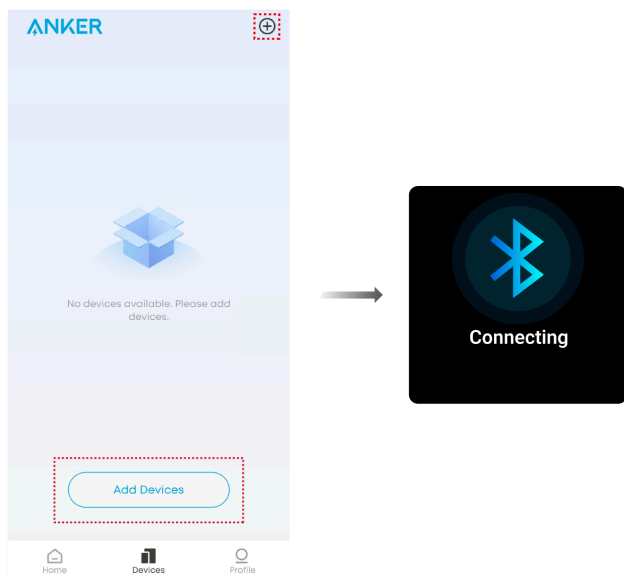 ANKER
No devices available. Please add
devices.
Add Devices
Home Devices Profile
Connecting